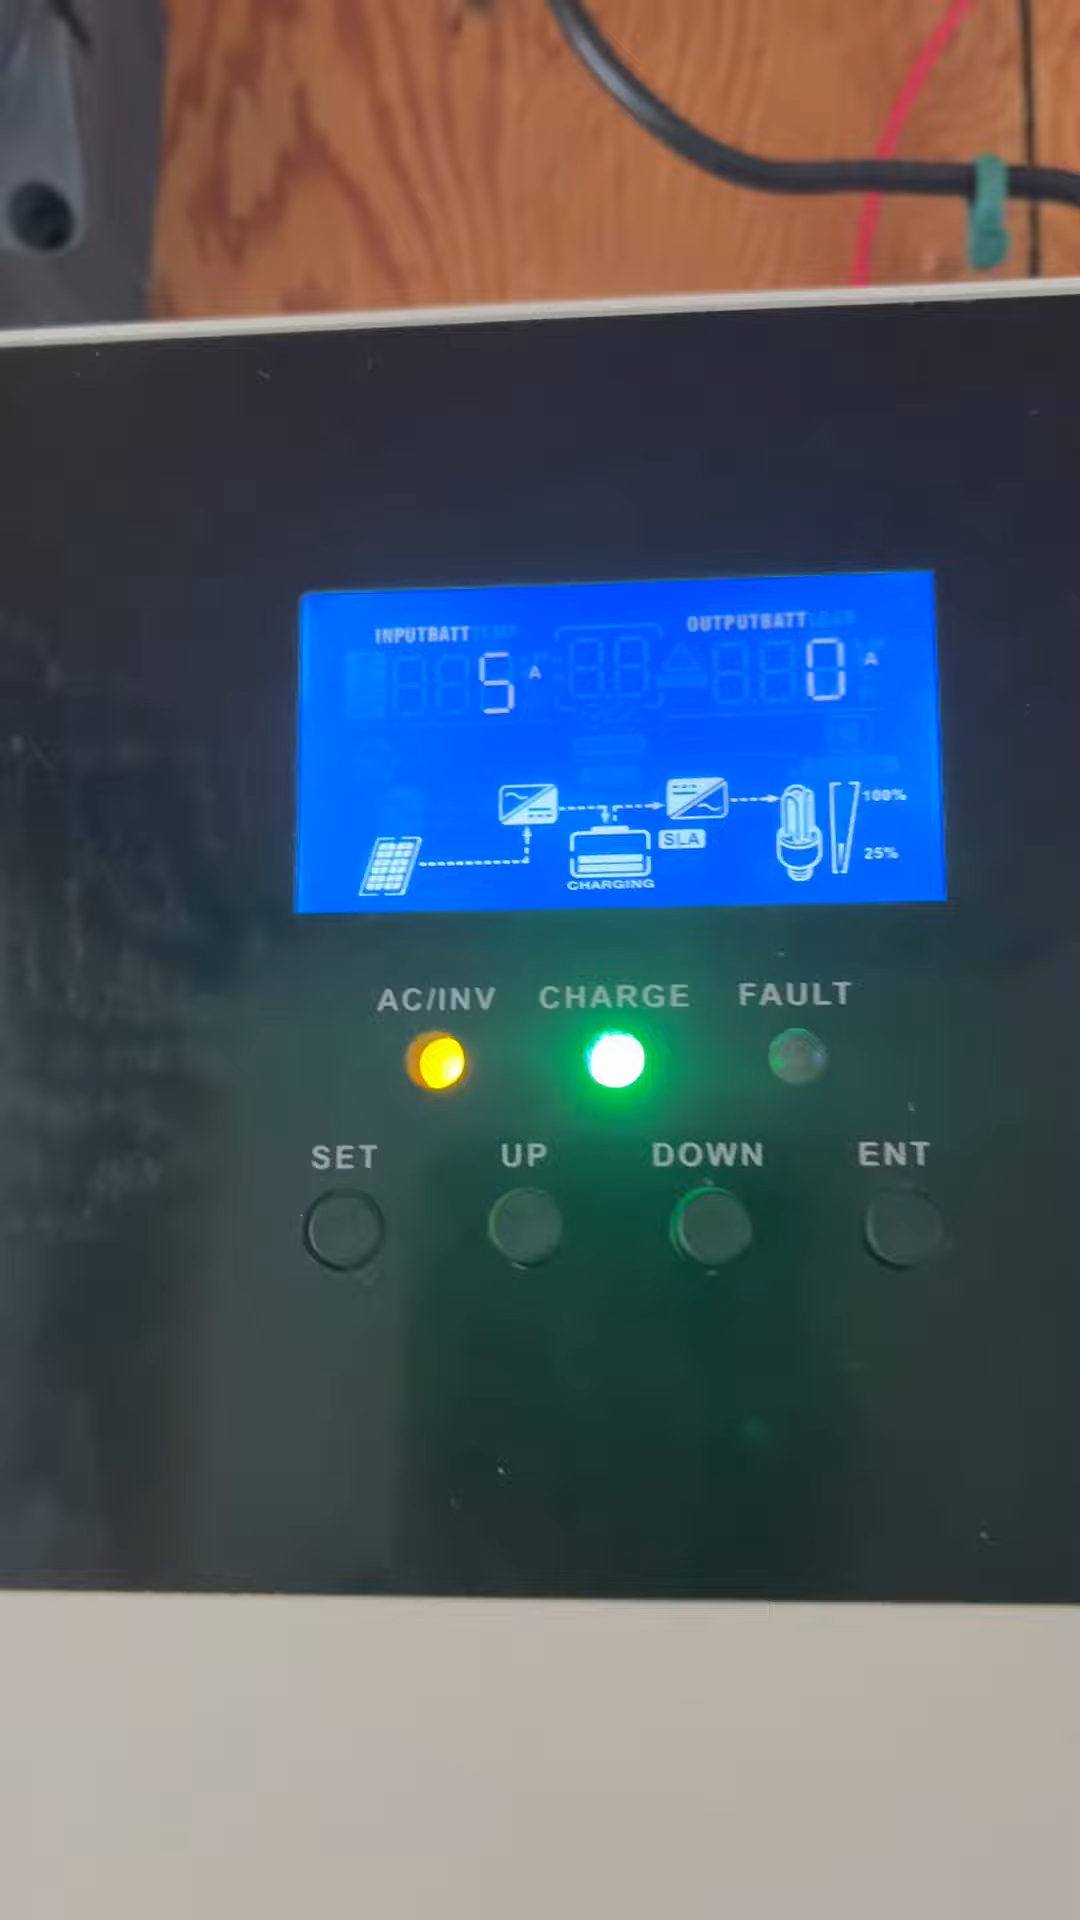 INPUTBATT OUTPUTBATT
5 A 0 A
100%
SLA
25%
CHARGING
AC/INV CHARGE FAULT
SET UP DOWN ENT